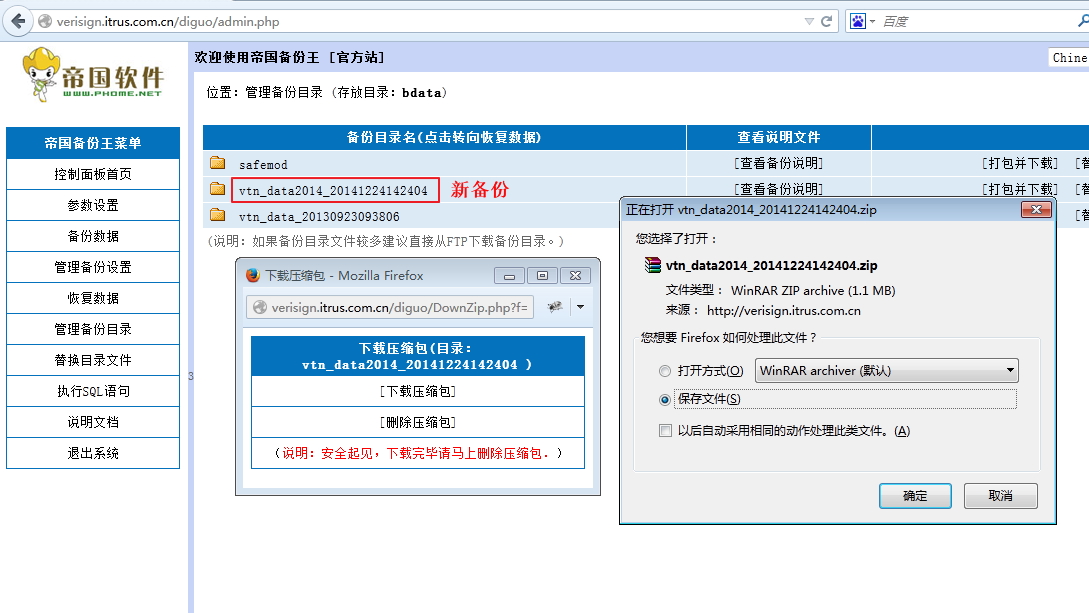 verisign.itrus.com.cn/diguo/admin.php
百度
帝国软件
WWW.PHOME.NET
欢迎使用帝国备份王 [官方站]
Chine
位置：管理备份目录 (存放目录：bdata)
帝国备份王菜单
控制面板首页
参数设置
备份数据
管理备份设置
恢复数据
管理备份目录
替换目录文件
执行SQL语句
说明文档
退出系统
3
备份目录名(点击转向恢复数据) 查看说明文件
safemod [查看备份说明] [打包并下载] [替
vtn_data2014_20141224142404 新备份 [查看备份说明] [打包并下载] [替
vtn_data_20130923093806 [替
(说明：如果备份目录文件较多建议直接从FTP下载备份目录。)
下载压缩包 - Mozilla Firefox
verisign.itrus.com.cn/diguo/DownZip.php?f=
下载压缩包(目录：
vtn_data2014_20141224142404 )
[下载压缩包]
[删除压缩包]
(说明：安全起见，下载完毕请马上删除压缩包．)
正在打开 vtn_data2014_20141224142404.zip
您选择了打开：
vtn_data2014_20141224142404.zip
文件类型： WinRAR ZIP archive (1.1 MB)
来源： http://verisign.itrus.com.cn
您想要 Firefox 如何处理此文件？
打开方式(O) WinRAR archiver (默认)
保存文件(S)
以后自动采用相同的动作处理此类文件。(A)
确定 取消